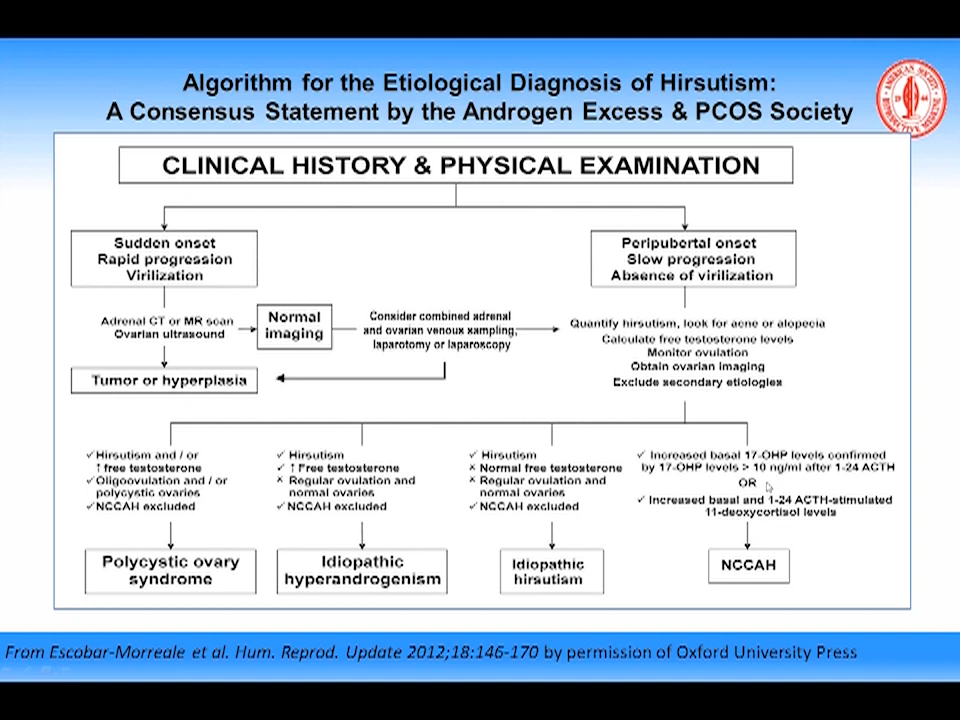 Algorithm for the Etiological Diagnosis of Hirsutism:
A Consensus Statement by the Androgen Excess & PCOS Society
AMERICAN SOCIETY
REPRODUCTIVE MEDICINE
CLINICAL HISTORY & PHYSICAL EXAMINATION
Sudden onset
Rapid progression
Virilization
Peripubertal onset
Slow progression
Absence of virilization
Adrenal CT or MR scan
Ovarian ultrasound
Normal
imaging
Consider combined adrenal
and ovarian venous sampling,
laparotomy or laparoscopy
Quantify hirsutism, look for acne or alopecia
Calculate free testosterone levels
Monitor ovulation
Obtain ovarian imaging
Exclude secondary etiologies
Tumor or hyperplasia
✓Hirsutism and / or
↑ free testosterone
✓Oligoovulation and / or
polycystic ovaries
✓NCCAH excluded
✓ Hirsutism
✓ ↑ Free testosterone
× Regular ovulation and
normal ovaries
✓NCCAH excluded
✓ Hirsutism
× Normal free testosterone
× Regular ovulation and
normal ovaries
✓NCCAH excluded
✓ Increased basal 17-OHP levels confirmed
by 17-OHP levels > 10 ng/ml after 1-24 ACTH
OR
✓ Increased basal and 1-24 ACTH-stimulated
11-deoxycortisol levels
Polycystic ovary
syndrome
Idiopathic
hyperandrogenism
Idiopathic
hirsutism
NCCAH
From Escobar-Morreale et al. Hum. Reprod. Update 2012;18:146-170 by permission of Oxford University Press